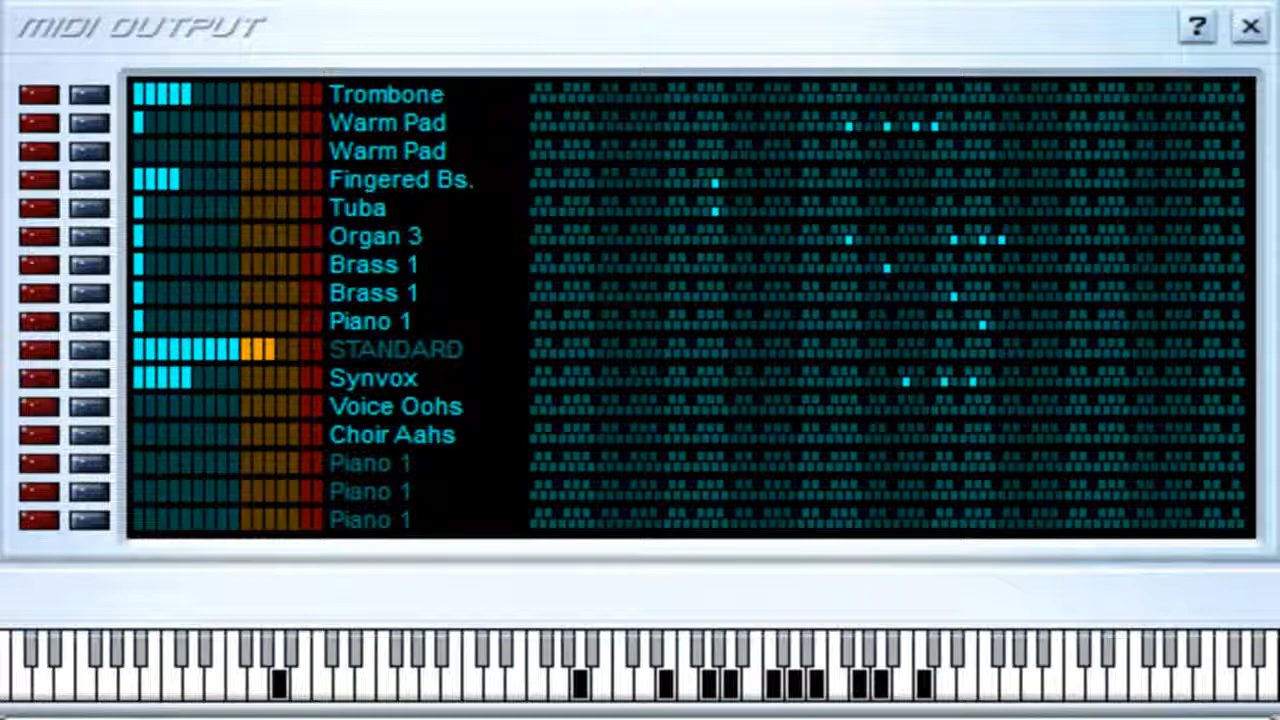 MIDI OUTPUT
? ×
Trombone
Warm Pad
Warm Pad
Fingered Bs.
Tuba
Organ 3
Brass 1
Brass 1
Piano 1
STANDARD
Synvox
Voice Oohs
Choir Aahs
Piano 1
Piano 1
Piano 1